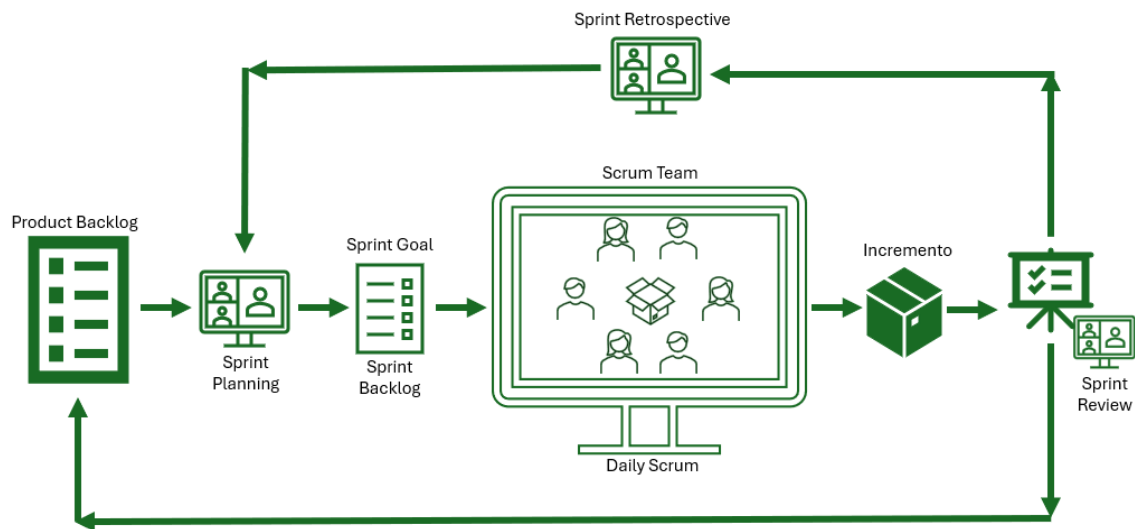 Sprint Retrospective
Scrum Team
Product Backlog
Sprint Goal
Incremento
Sprint
Planning
Sprint
Backlog
Sprint
Review
Daily Scrum